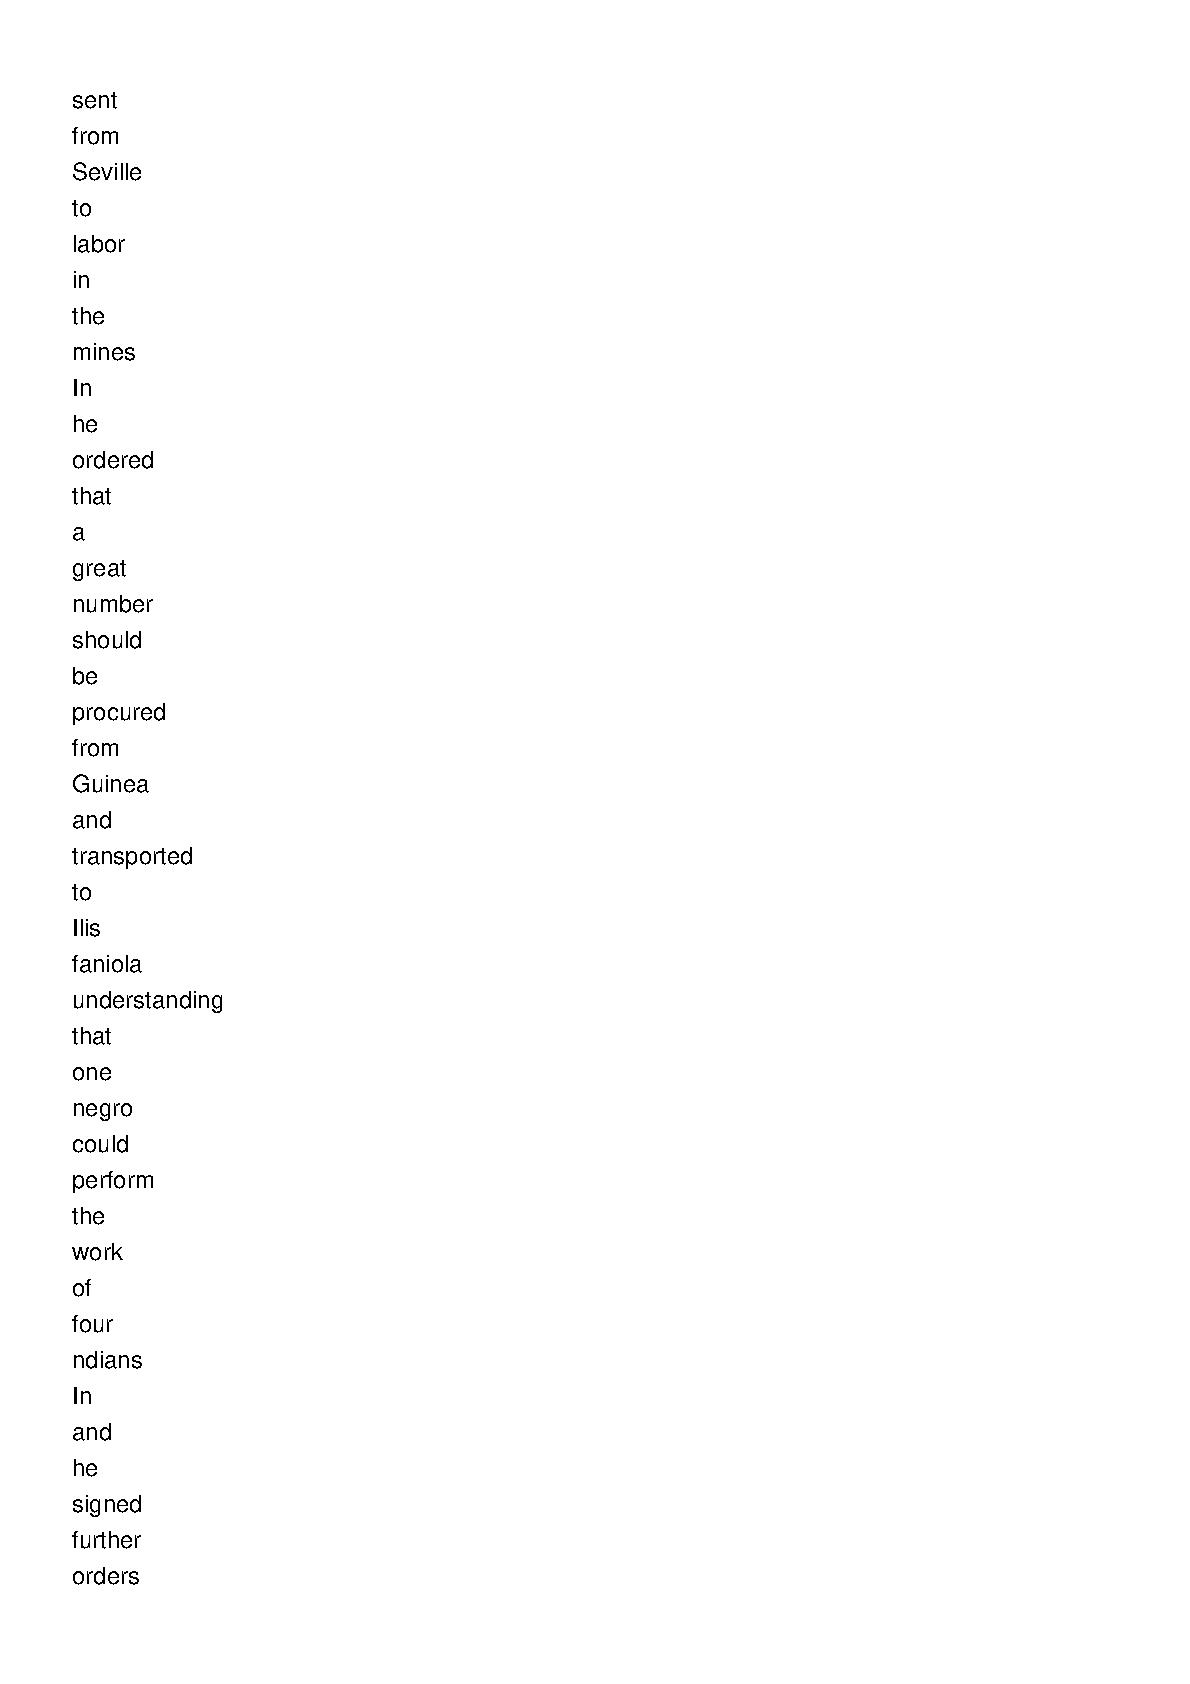 sent
from
Seville
to
labor
in
the
mines
In
he
ordered
that
a
great
number
should
be
procured
from
Guinea
and
transported
to
Ilis
faniola
understanding
that
one
negro
could
perform
the
work
of
four
ndians
In
and
he
signed
further
orders